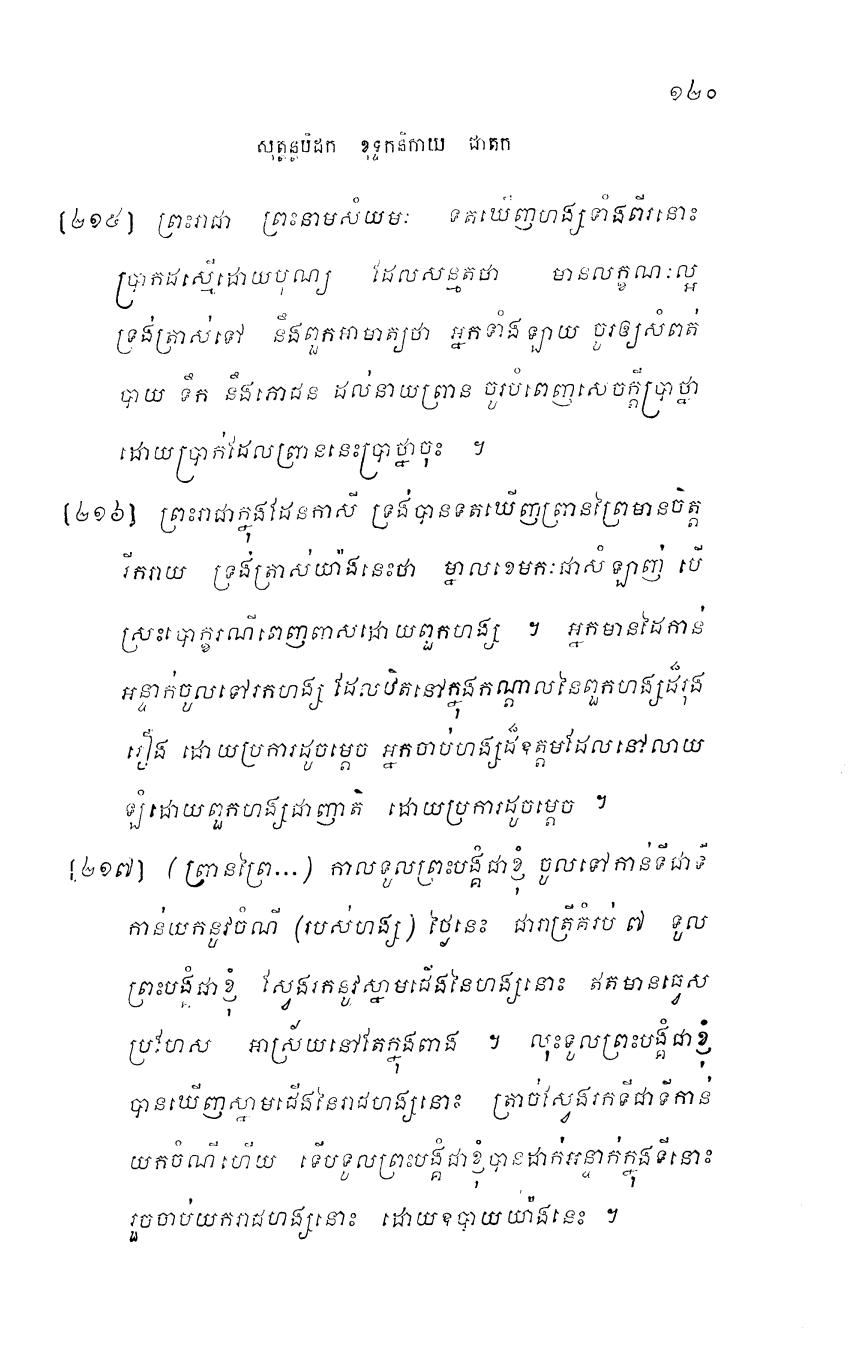 ១២០
សុត្តន្តបិដក ខុទ្ទកនិកាយ ជាតក
[២១៥] ព្រះរាជា ព្រះនាមសំយមៈ ទតឃើញហង្សទាំងពីរនោះ
ប្រាកដស្មើដោយបុណ្យ ដែលសន្មតថា មានលក្ខណៈល្អ
ទ្រង់ត្រាស់ទៅ នឹងពួកអាមាត្យថា អ្នកទាំងឡាយ ចូរឲ្យសំពត់
បាយ ទឹក នឹងភោជន ដល់នាយព្រាន ចូរបំពេញសេចក្តីប្រាថ្នា
ដោយប្រាក់ដែលព្រាននេះប្រាថ្នាចុះ ។
[២១៦] ព្រះរាជាក្នុងដែនកាសី ទ្រង់បានទតឃើញព្រានព្រៃមានចិត្ត
រីករាយ ទ្រង់ត្រាស់យ៉ាងនេះថា ម្នាលខេមកៈជាសំឡាញ់ បើ
ស្រះបោក្ខរណីពេញពាសដោយពួកហង្ស ។ អ្នកមានដៃកាន់
អន្ទាក់ចូលទៅរកហង្ស ដែលឋិតនៅក្នុងកណ្តាលនៃពួកហង្សដ៏រុង
រឿង ដោយប្រការដូចម្តេច អ្នកចាប់ហង្សដ៏ឧត្តមដែលនៅលាយ
ឡំដោយពួកហង្សជាញាតិ ដោយប្រការដូចម្តេច ។
[២១៧] (ព្រានព្រៃ...) កាលទូលព្រះបង្គំជាខ្ញុំ ចូលទៅកាន់ទីជាទី
កាន់យកនូវចំណី (របស់ហង្ស) ថ្ងៃនេះ ជារាត្រីគំរប់ ៧ ទូល
ព្រះបង្គំជាខ្ញុំ ស្វែងរកនូវស្នាមជើងនៃហង្សនោះ ឥតមានធ្វេស
ប្រហែស អាស្រ័យនៅតែក្នុងពាង ។ លុះទូលព្រះបង្គំជាខ្ញុំ
បានឃើញស្នាមជើងនៃរាជហង្សនោះ ត្រាច់ស្វែងរកទីជាទីកាន់
យកចំណីហើយ ទើបទូលព្រះបង្គំជាខ្ញុំបានដាក់អន្ទាក់ក្នុងទីនោះ
រួចចាប់យករាជហង្សនោះ ដោយឧបាយយ៉ាងនេះ ។